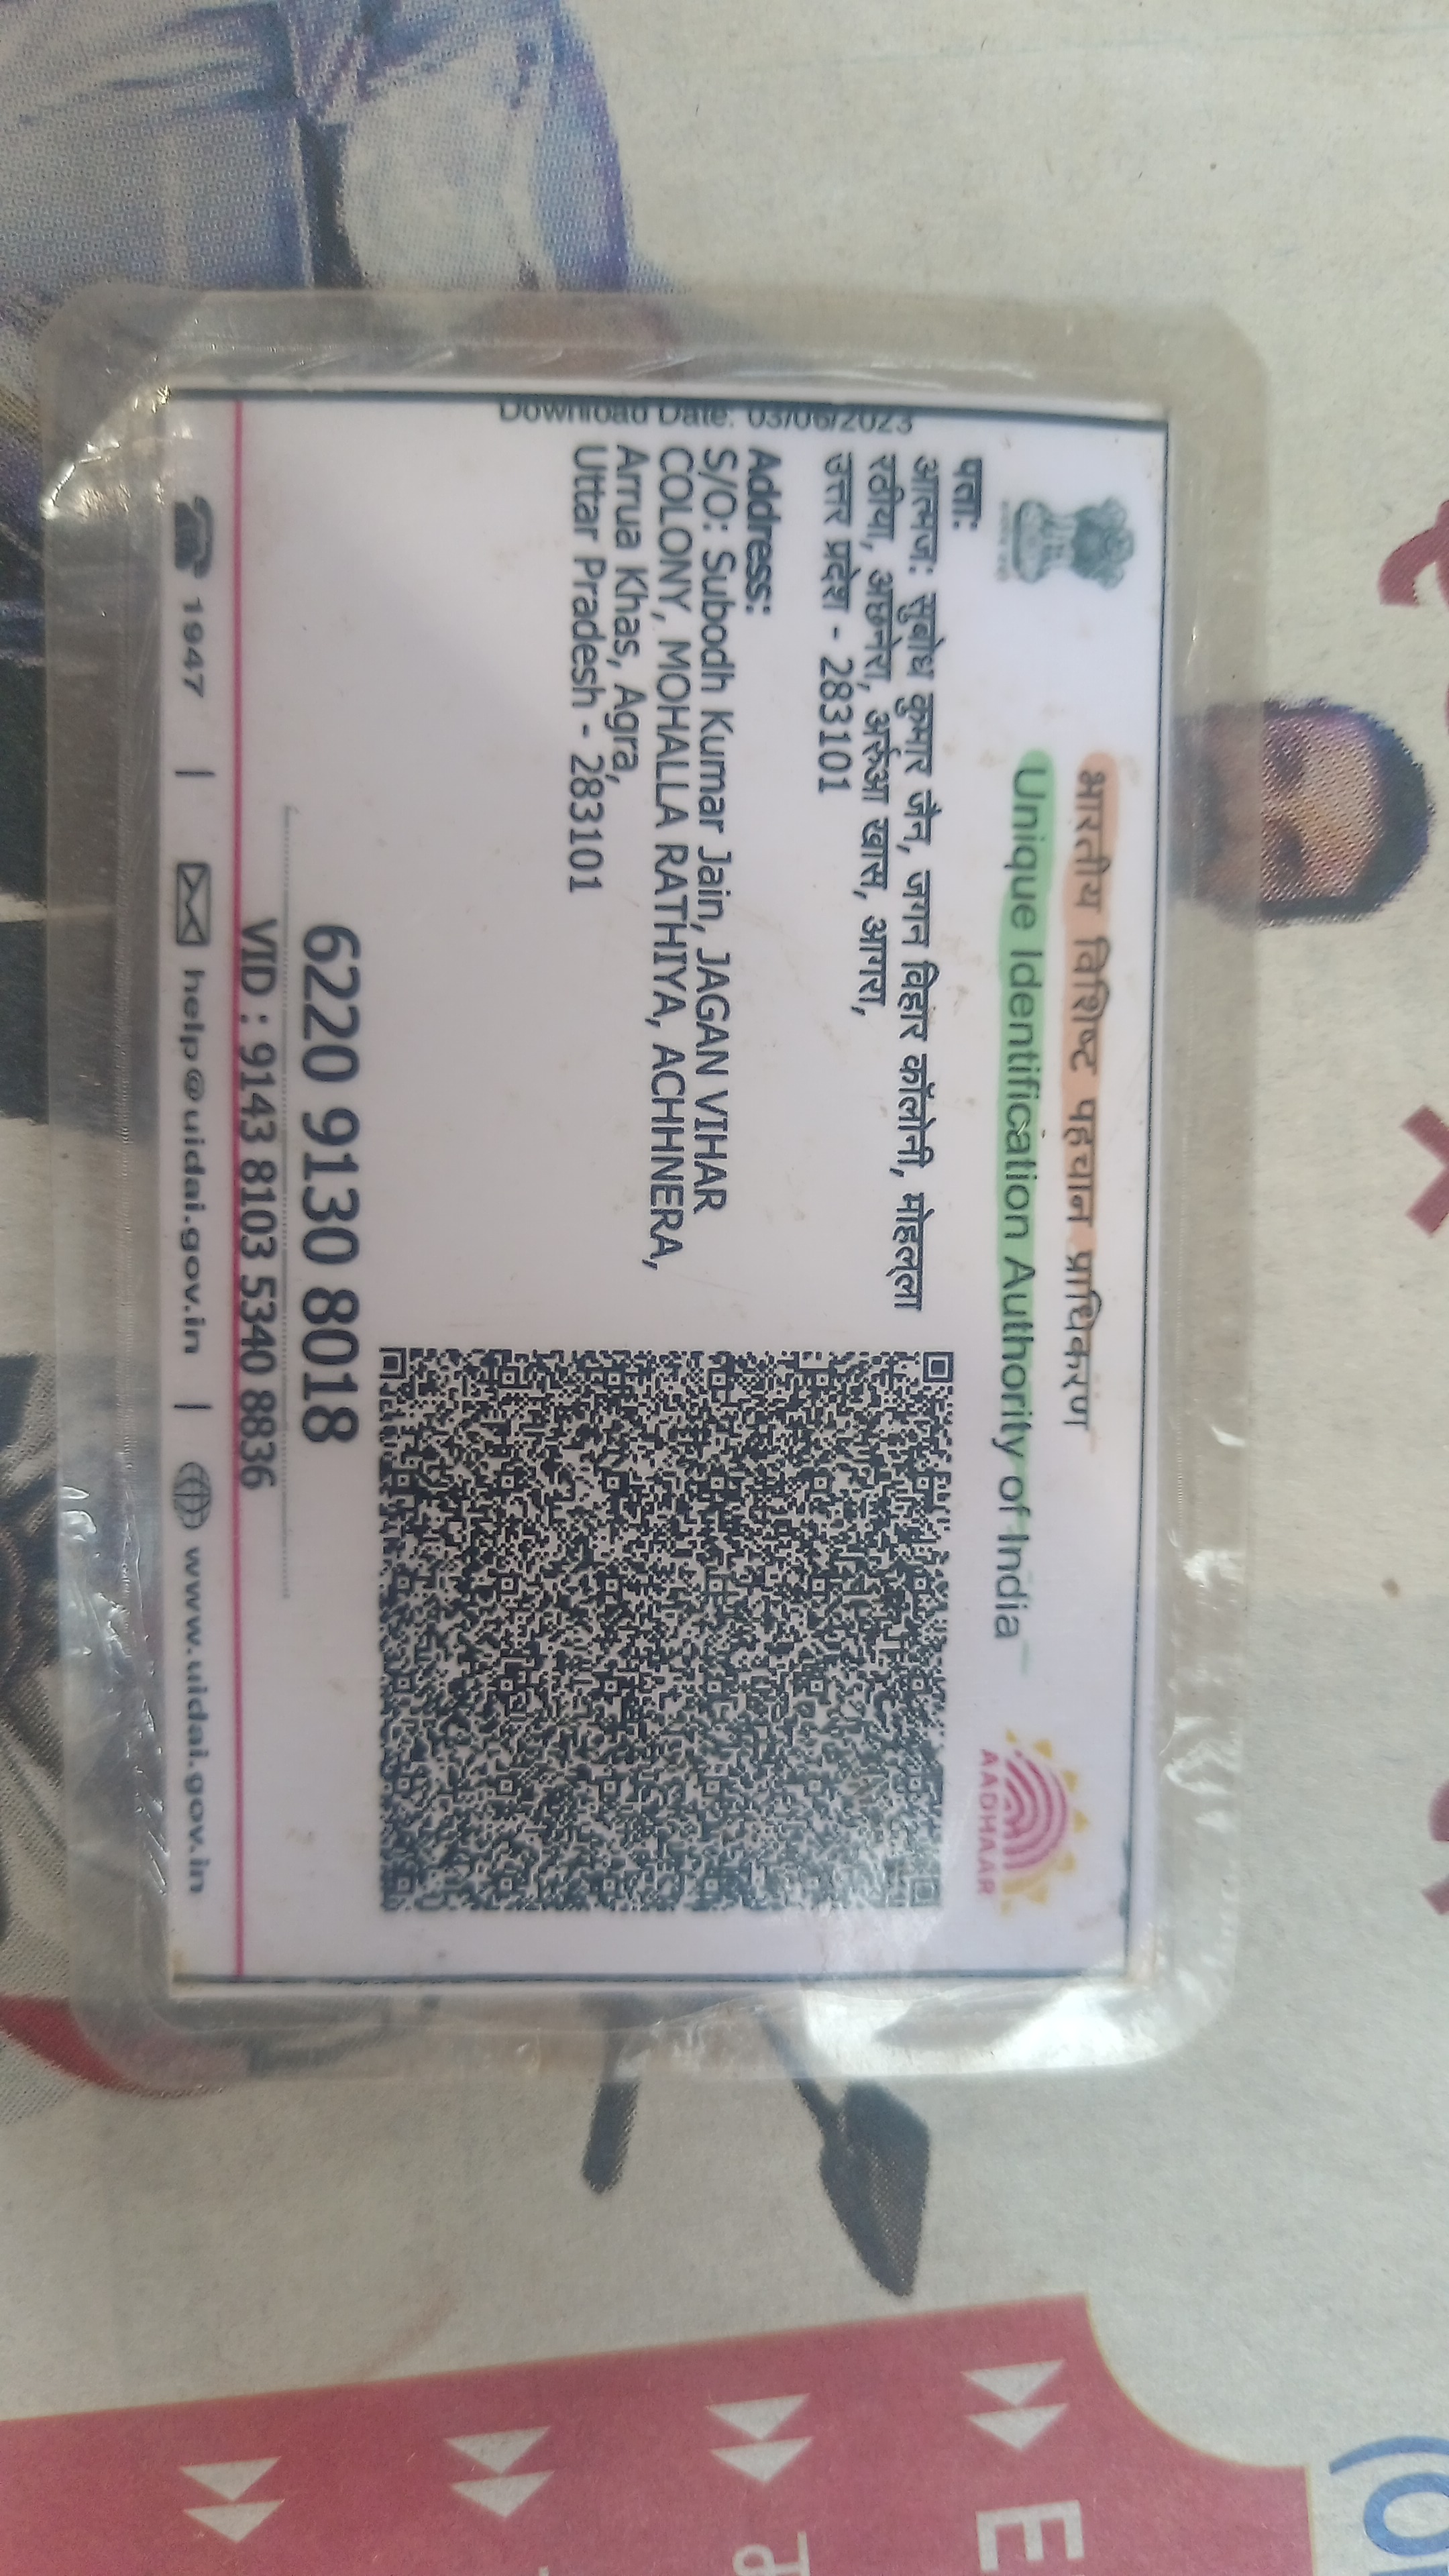 Download Date: 03/06/2023
भारतीय विशिष्ट पहचान प्राधिकरण
Unique Identification Authority of India
AADHAAR
पता:
आत्मज: सुबोध कुमार जैन, जगन विहार कॉलोनी, मोहल्ला
रठीया, अछनेरा, अर्रुआ खास, आगरा,
उत्तर प्रदेश - 283101
Address:
S/O: Subodh Kumar Jain, JAGAN VIHAR
COLONY, MOHALLA RATHIYA, ACHHNERA,
Arrua Khas, Agra,
Uttar Pradesh - 283101
6220 9130 8018
VID : 9143 8103 5340 8836
1947 | help@uidai.gov.in | www.uidai.gov.in